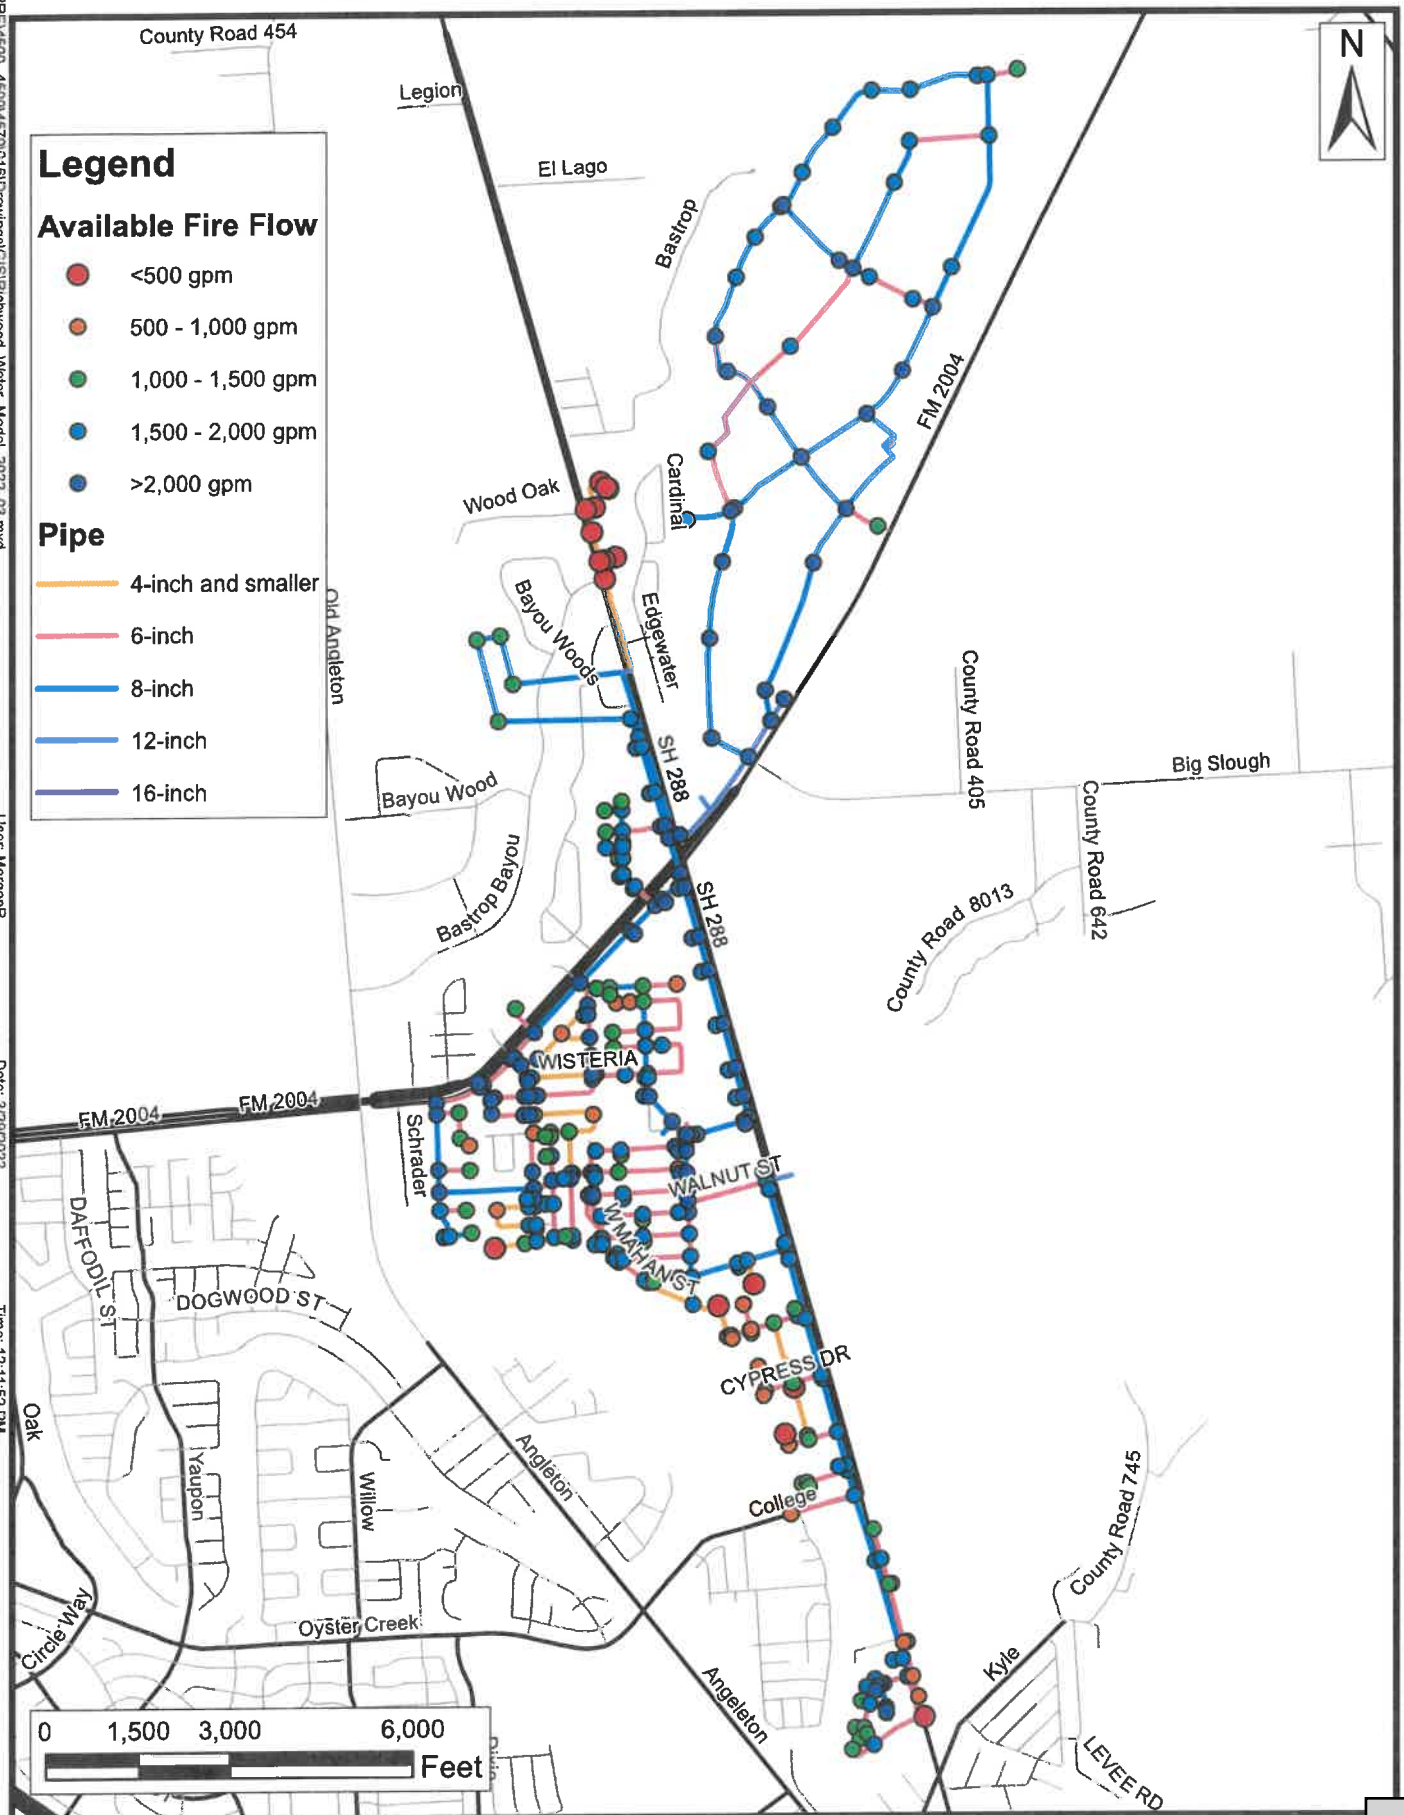 County Road 454
N
Legion
Legend
El Lago
Available Fire Flow
Bastrop
<500 gpm
500 - 1,000 gpm
1,000 - 1,500 gpm
FM 2004
1,500 - 2,000 gpm
>2,000 gpm
Cardinal
Wood Oak
Pipe
4-inch and smaller
Old Angleton
Bayou Woods
Edgewater
6-inch
8-inch
County Road 405
12-inch
SH 288
Big Slough
16-inch
Bayou Wood
County Road 642
Bastrop Bayou
SH 288
County Road 8013
WISTERIA
FM 2004
FM 2004
Schrader
WALNUT ST
DAFFODIL ST
W MAHAN ST
DOGWOOD ST
CYPRESS DR
Oak
Yaupon
Willow
Angleton
College
County Road 745
Circle Way
Oyster Creek
Kyle
Angeleton
LEVEE RD
0 1,500 3,000 6,000
Feet